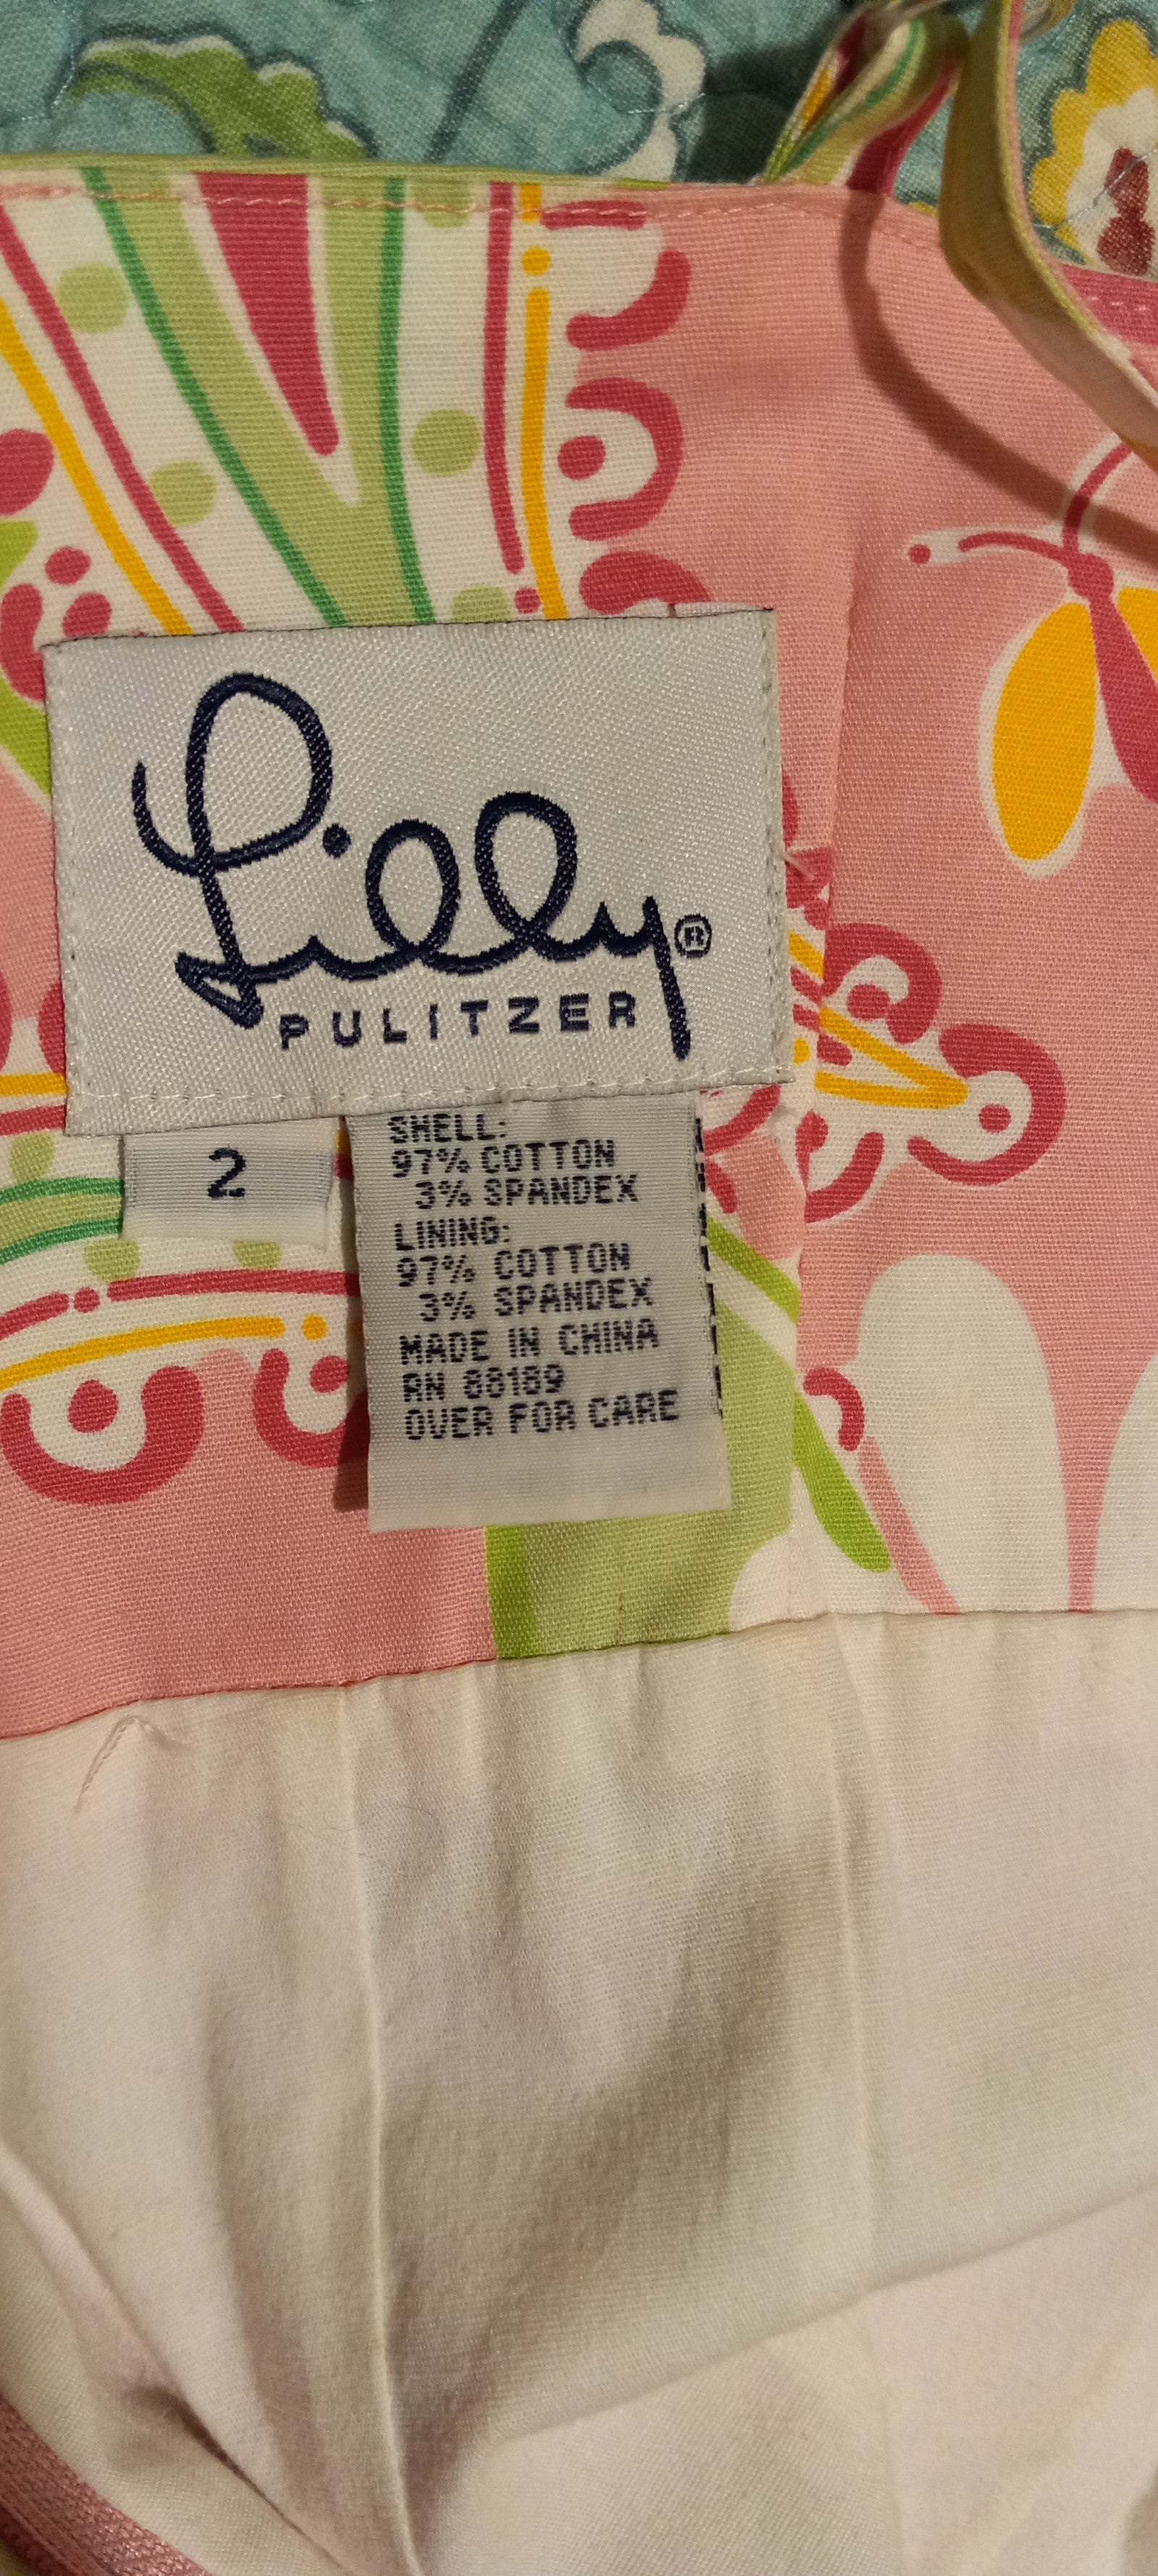 Lilly®
PULITZER
2
SHELL:
97% COTTON
3% SPANDEX
LINING:
97% COTTON
3% SPANDEX
MADE IN CHINA
RN 88189
OVER FOR CARE